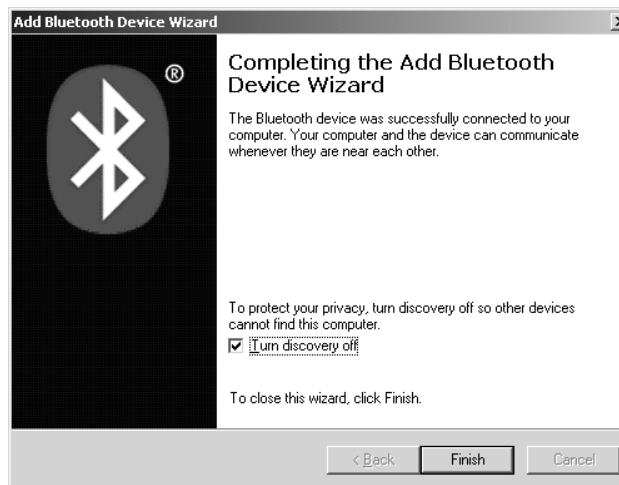 Add Bluetooth Device Wizard
®
Completing the Add Bluetooth
Device Wizard
The Bluetooth device was successfully connected to your
computer. Your computer and the device can communicate
whenever they are near each other.
To protect your privacy, turn discovery off so other devices
cannot find this computer.
Turn discovery off
To close this wizard, click Finish.
< Back Finish Cancel